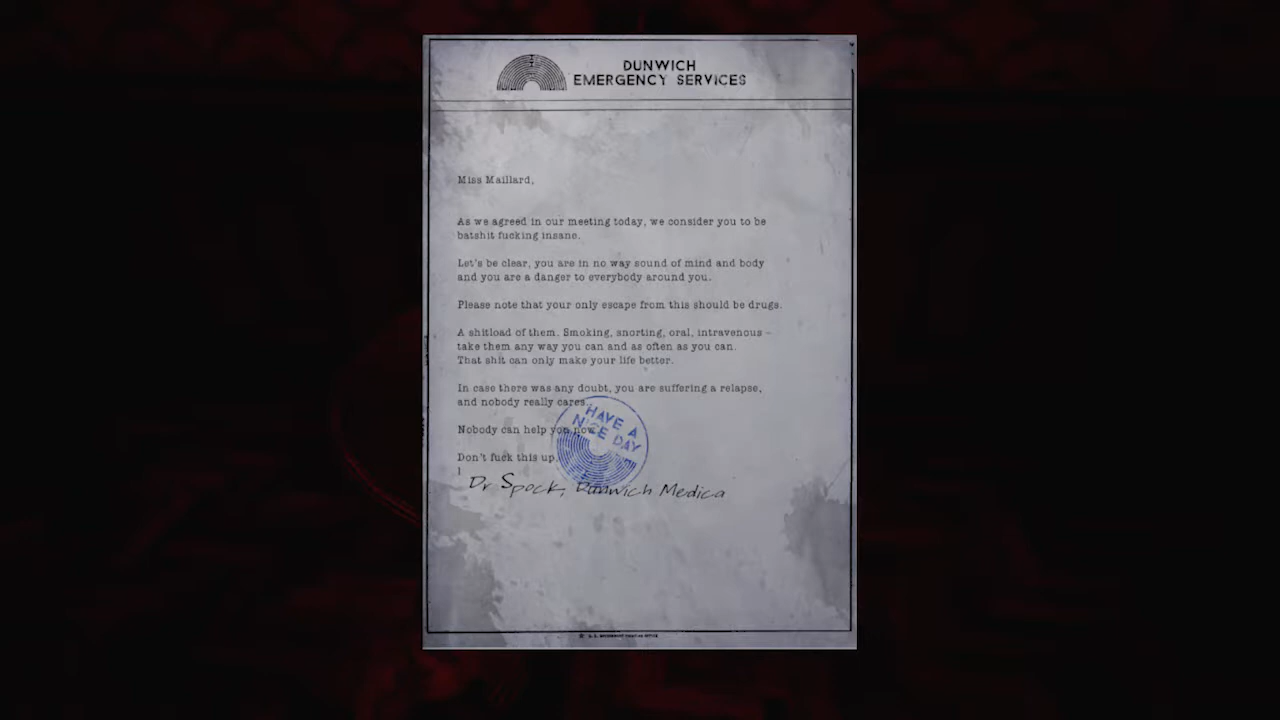 DUNWICH
EMERGENCY SERVICES
Miss Maillard,
As we agreed in our meeting today, we consider you to be
batshit fucking insane.
Let's be clear, you are in no way sound of mind and body
and you are a danger to everybody around you.
Please note that your only escape from this should be drugs.
A shitload of them. Smoking, snorting, oral, intravenous –
take them any way you can and as often as you can.
That shit can only make your life better.
In case there was any doubt, you are suffering a relapse,
and nobody really cares.
HAVE A
NICE DAY
Nobody can help you now.
Don't fuck this up.
Dr Spock, Dunwich Medica